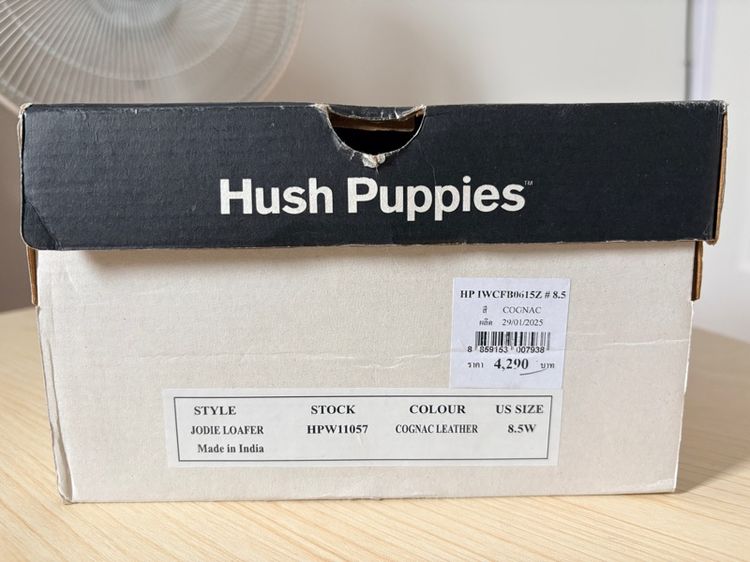 Hush Puppies™
HP IWCFB0615Z # 8.5
สี COGNAC
ผลิต 29/01/2025
8 859153 007938
ราคา 4,290 บาท
STYLE STOCK COLOUR US SIZE
JODIE LOAFER HPW11057 COGNAC LEATHER 8.5W
Made in India